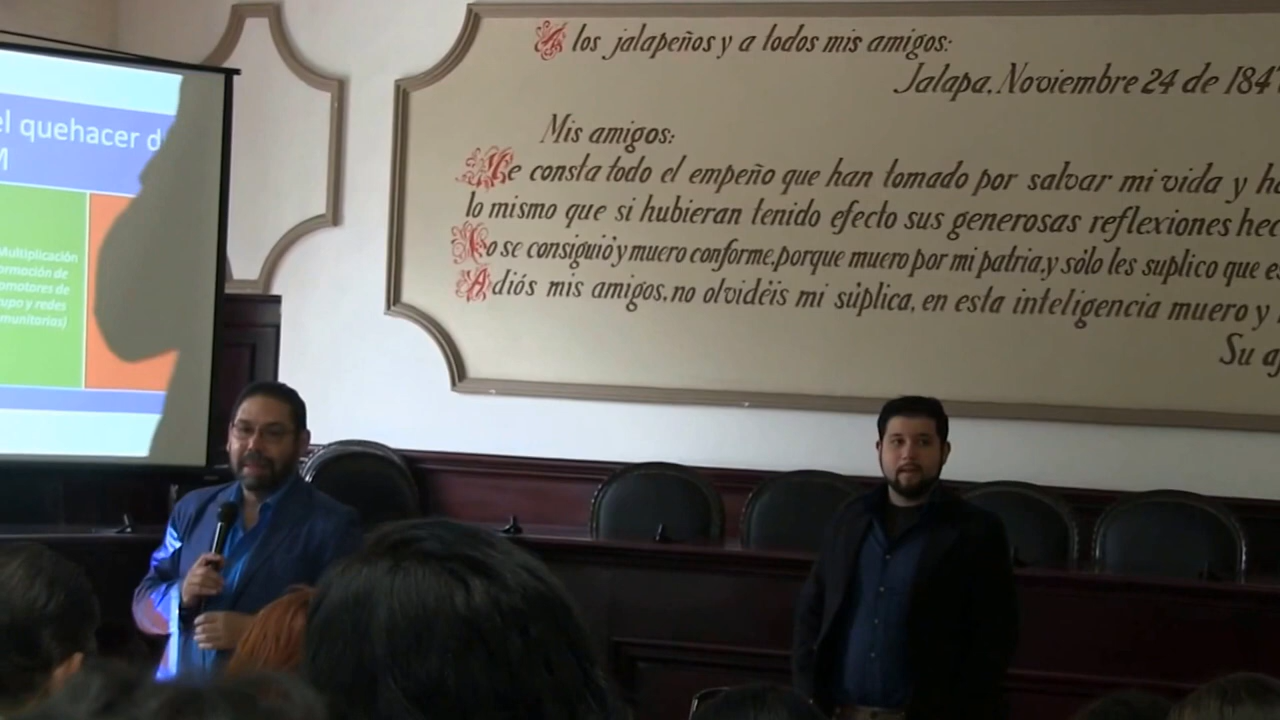 el quehacer d
M
Multiplicación
ormación de
omotores de
upo y redes
munitarias)
A los jalapeños y a todos mis amigos:
Jalapa, Noviembre 24 de 184
Mis amigos:
Me consta todo el empeño que han tomado por salvar mi vida y h
lo mismo que si hubieran tenido efecto sus generosas reflexiones hec
No se consiguió y muero conforme, porque muero por mi patria, y sólo les suplico que e
Adiós mis amigos, no olvidéis mi súplica, en esta inteligencia muero y
Su a